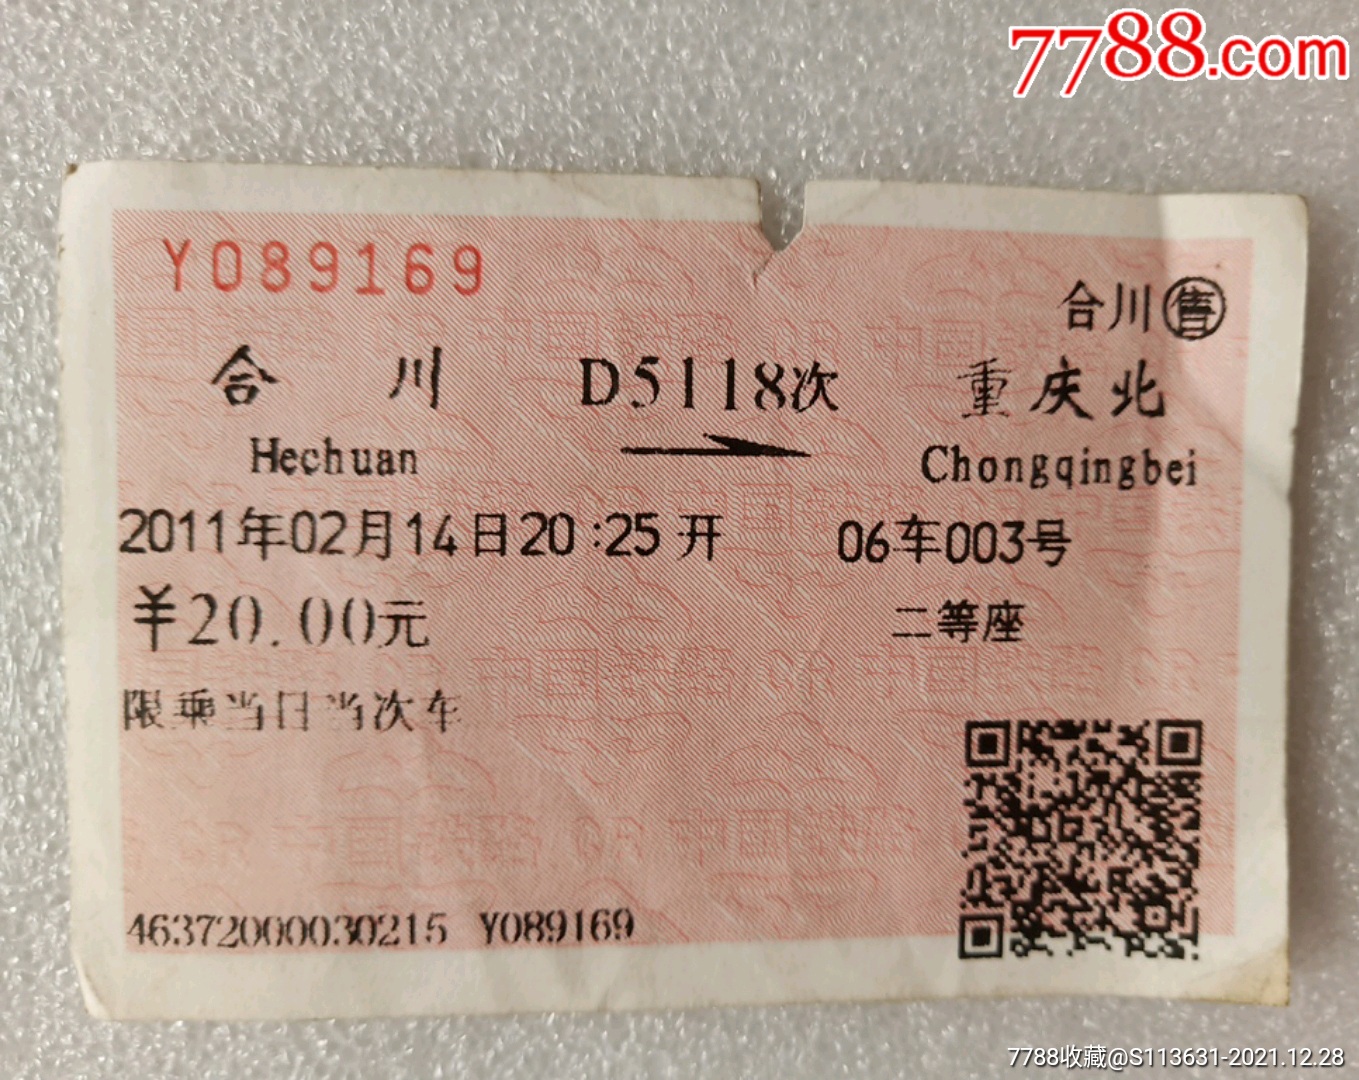 7788.com
Y089169
合川售
合川 D5118次 重庆北
Hechuan Chongqingbei
2011年02月14日20:25开 06车003号
¥20.00元 二等座
限乘当日当次车
46372000030215 Y089169
7788收藏@S113631-2021.12.28